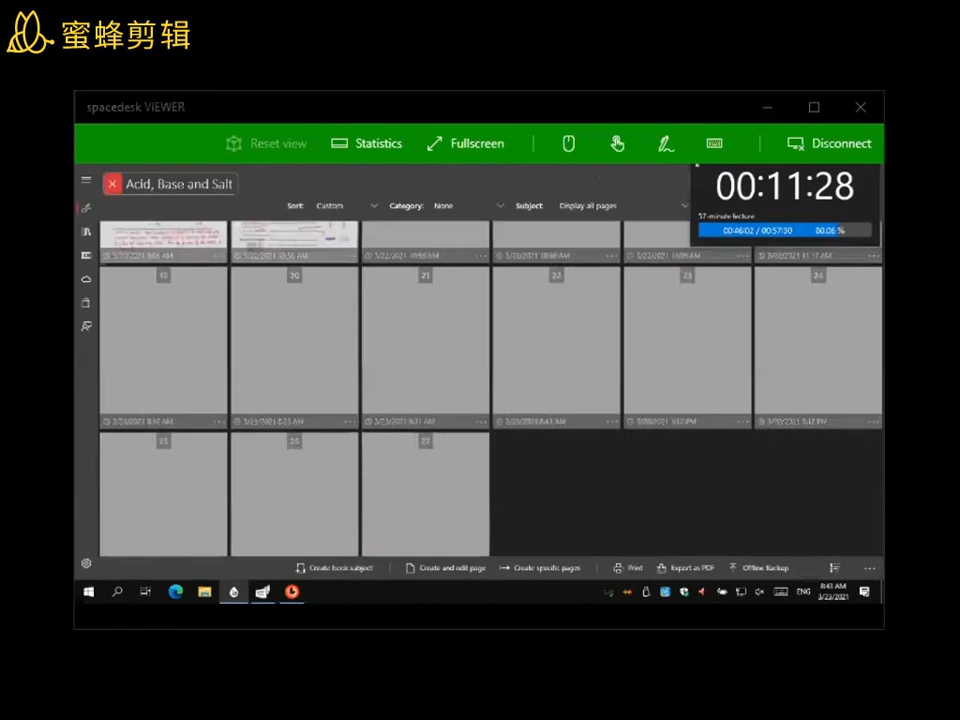 蜜蜂剪辑
spacedesk VIEWER
Reset view Statistics Fullscreen Disconnect
Acid, Base and Salt
00:11:28
Sort: Custom Category: None Subject: Display all pages
57-minute lecture
00:46:02 / 00:57:30 80.06 %
19 20 21 22 23 24
25 26 27
Create book subject Create and edit page Create specific pages Print Export as PDF Offline Backup
ENG
8:43 AM
3/23/2021